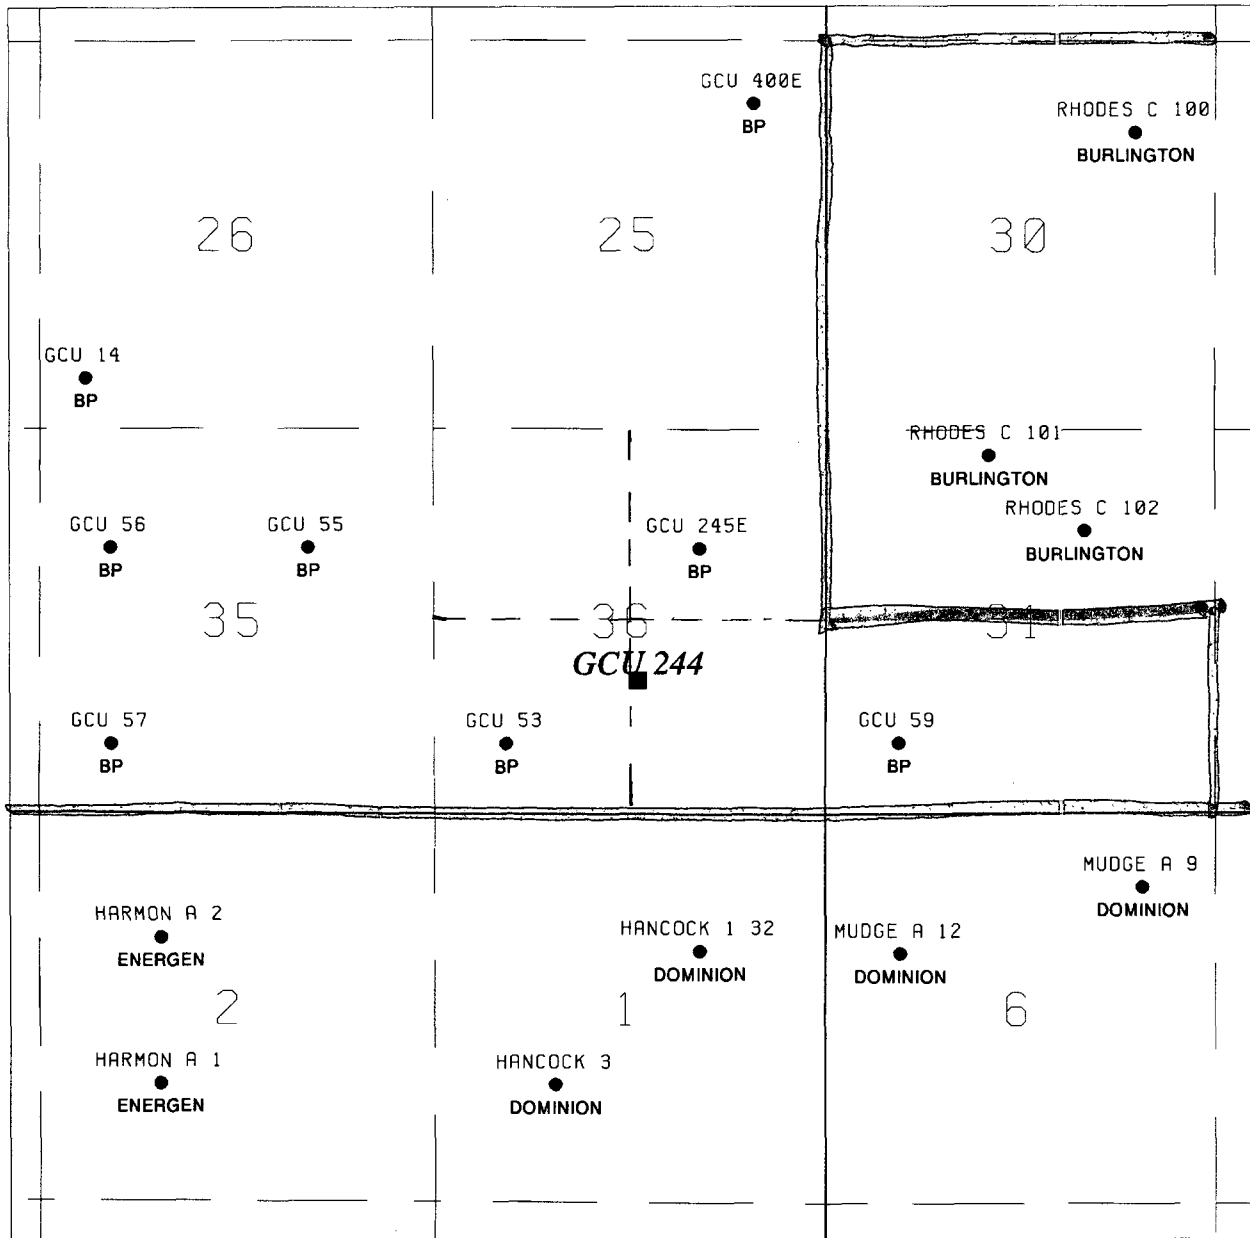 GCU 400E
BP
RHODES C 100
BURLINGTON
26
25
30
GCU 14
BP
RHODES C 101
BURLINGTON
RHODES C 102
BURLINGTON
GCU 56
BP
GCU 55
BP
GCU 245E
BP
35
36
31
GCU 244
GCU 57
BP
GCU 53
BP
GCU 59
BP
MUDGE A 9
DOMINION
HARMON A 2
ENERGEN
HANCOCK 1 32
DOMINION
MUDGE A 12
DOMINION
2
1
6
HARMON A 1
ENERGEN
HANCOCK 3
DOMINION